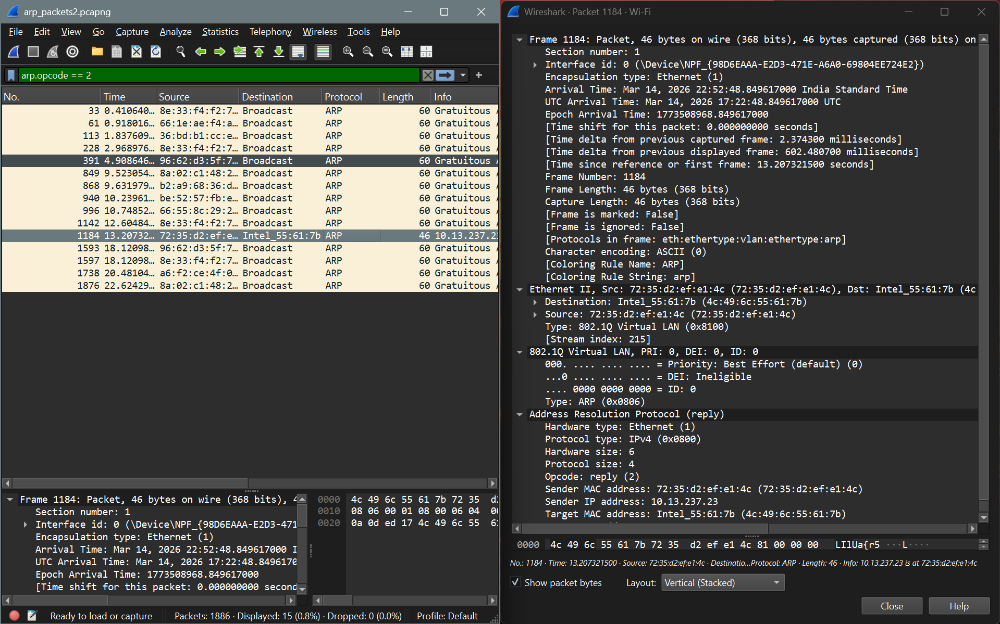 arp_packets2.pcapng
File Edit View Go Capture Analyze Statistics Telephony Wireless Tools Help
arp.opcode == 2
No. Time Source Destination Protocol Length Info
33 0.410640… 8e:33:f4:f2:7… Broadcast ARP 60 Gratuitous
61 0.918016… 66:1e:ae:f4:a… Broadcast ARP 60 Gratuitous
113 1.837609… 36:bd:b1:cc:e… Broadcast ARP 60 Gratuitous
228 2.968976… 8e:33:f4:f2:7… Broadcast ARP 60 Gratuitous
391 4.908646… 96:62:d3:5f:7… Broadcast ARP 60 Gratuitous
849 9.523054… 8a:02:c1:48:2… Broadcast ARP 60 Gratuitous
868 9.631979… b2:a9:68:36:d… Broadcast ARP 60 Gratuitous
940 10.23961… be:52:57:fb:e… Broadcast ARP 60 Gratuitous
996 10.74852… 66:55:8c:29:2… Broadcast ARP 60 Gratuitous
1142 12.60484… 8e:33:f4:f2:7… Broadcast ARP 60 Gratuitous
1184 13.20732… 72:35:d2:ef:e… Intel_55:61:7b ARP 46 10.13.237.23
1593 18.12098… 96:62:d3:5f:7… Broadcast ARP 60 Gratuitous
1597 18.12098… 8e:33:f4:f2:7… Broadcast ARP 60 Gratuitous
1738 20.48104… a6:f2:ce:4f:0… Broadcast ARP 60 Gratuitous
1876 22.62429… 8a:02:c1:48:2… Broadcast ARP 60 Gratuitous
Frame 1184: Packet, 46 bytes on wire (368 bits), 4
Section number: 1
Interface id: 0 (\Device\NPF_{98D6EAAA-E2D3-471
Encapsulation type: Ethernet (1)
Arrival Time: Mar 14, 2026 22:52:48.849617000 I
UTC Arrival Time: Mar 14, 2026 17:22:48.8496170
Epoch Arrival Time: 1773508968.849617000
[Time shift for this packet: 0.000000000 second
0000 4c 49 6c 55 61 7b 72 35 d2
0010 08 06 00 01 08 00 06 04 00
0020 0a 0d ed 17 4c 49 6c 55 61
Ready to load or capture Packets: 1886 · Displayed: 15 (0.8%) · Dropped: 0 (0.0%) Profile: Default
Wireshark · Packet 1184 · Wi-Fi
Frame 1184: Packet, 46 bytes on wire (368 bits), 46 bytes captured (368 bits) on
Section number: 1
Interface id: 0 (\Device\NPF_{98D6EAAA-E2D3-471E-A6A0-69804EE724E2})
Encapsulation type: Ethernet (1)
Arrival Time: Mar 14, 2026 22:52:48.849617000 India Standard Time
UTC Arrival Time: Mar 14, 2026 17:22:48.849617000 UTC
Epoch Arrival Time: 1773508968.849617000
[Time shift for this packet: 0.000000000 seconds]
[Time delta from previous captured frame: 2.374300 milliseconds]
[Time delta from previous displayed frame: 602.480700 milliseconds]
[Time since reference or first frame: 13.207321500 seconds]
Frame Number: 1184
Frame Length: 46 bytes (368 bits)
Capture Length: 46 bytes (368 bits)
[Frame is marked: False]
[Frame is ignored: False]
[Protocols in frame: eth:ethertype:vlan:ethertype:arp]
Character encoding: ASCII (0)
[Coloring Rule Name: ARP]
[Coloring Rule String: arp]
Ethernet II, Src: 72:35:d2:ef:e1:4c (72:35:d2:ef:e1:4c), Dst: Intel_55:61:7b (4c
Destination: Intel_55:61:7b (4c:49:6c:55:61:7b)
Source: 72:35:d2:ef:e1:4c (72:35:d2:ef:e1:4c)
Type: 802.1Q Virtual LAN (0x8100)
[Stream index: 215]
802.1Q Virtual LAN, PRI: 0, DEI: 0, ID: 0
000. .... .... .... = Priority: Best Effort (default) (0)
...0 .... .... .... = DEI: Ineligible
.... 0000 0000 0000 = ID: 0
Type: ARP (0x0806)
Address Resolution Protocol (reply)
Hardware type: Ethernet (1)
Protocol type: IPv4 (0x0800)
Hardware size: 6
Protocol size: 4
Opcode: reply (2)
Sender MAC address: 72:35:d2:ef:e1:4c (72:35:d2:ef:e1:4c)
Sender IP address: 10.13.237.23
Target MAC address: Intel_55:61:7b (4c:49:6c:55:61:7b)
0000 4c 49 6c 55 61 7b 72 35 d2 ef e1 4c 81 00 00 00 LIlUa{r5 ···L····
No.: 1184 · Time: 13.207321500 · Source: 72:35:d2:ef:e1:4c · Destinatio…Protocol: ARP · Length: 46 · Info: 10.13.237.23 is at 72:35:d2:ef:e1:4c
Show packet bytes Layout: Vertical (Stacked)
Close Help